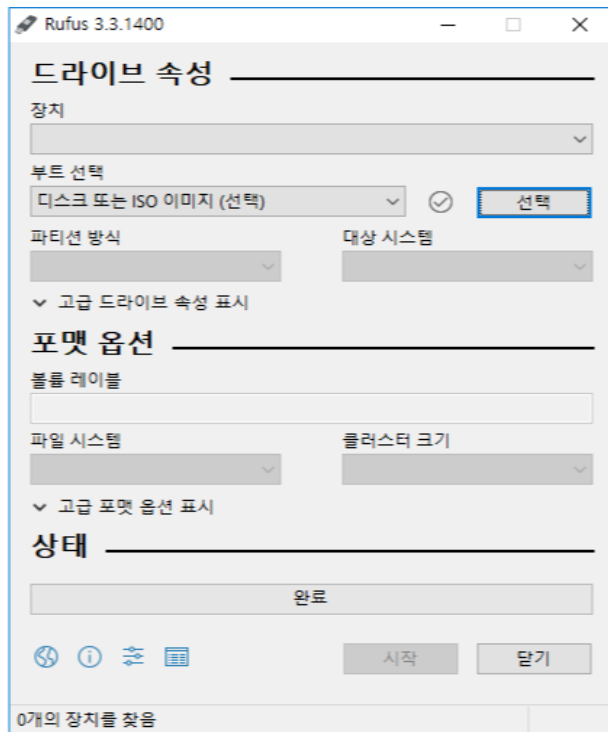 Rufus 3.3.1400
드라이브 속성
장치
부트 선택
디스크 또는 ISO 이미지 (선택)
선택
파티션 방식
대상 시스템
고급 드라이브 속성 표시
포맷 옵션
볼륨 레이블
파일 시스템
클러스터 크기
고급 포맷 옵션 표시
상태
완료
시작
닫기
0개의 장치를 찾음